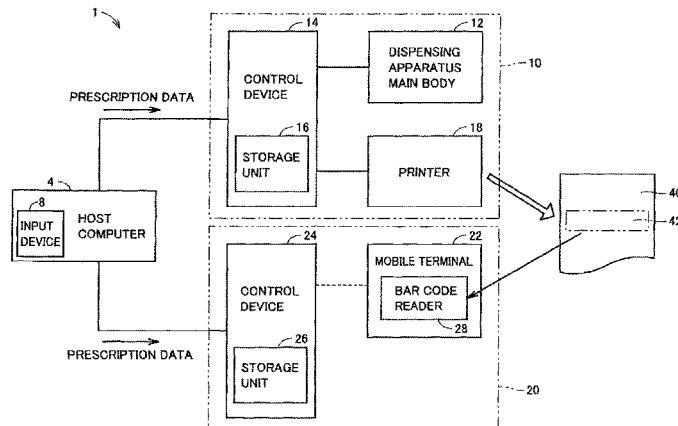 1
14
12
CONTROL
DEVICE
DISPENSING
APPARATUS
MAIN BODY
10
PRESCRIPTION DATA
16
STORAGE
UNIT
18
PRINTER
4
8
INPUT
DEVICE
HOST
COMPUTER
40
42
24
22
CONTROL
DEVICE
MOBILE TERMINAL
BAR CODE
READER
28
PRESCRIPTION DATA
26
STORAGE
UNIT
20